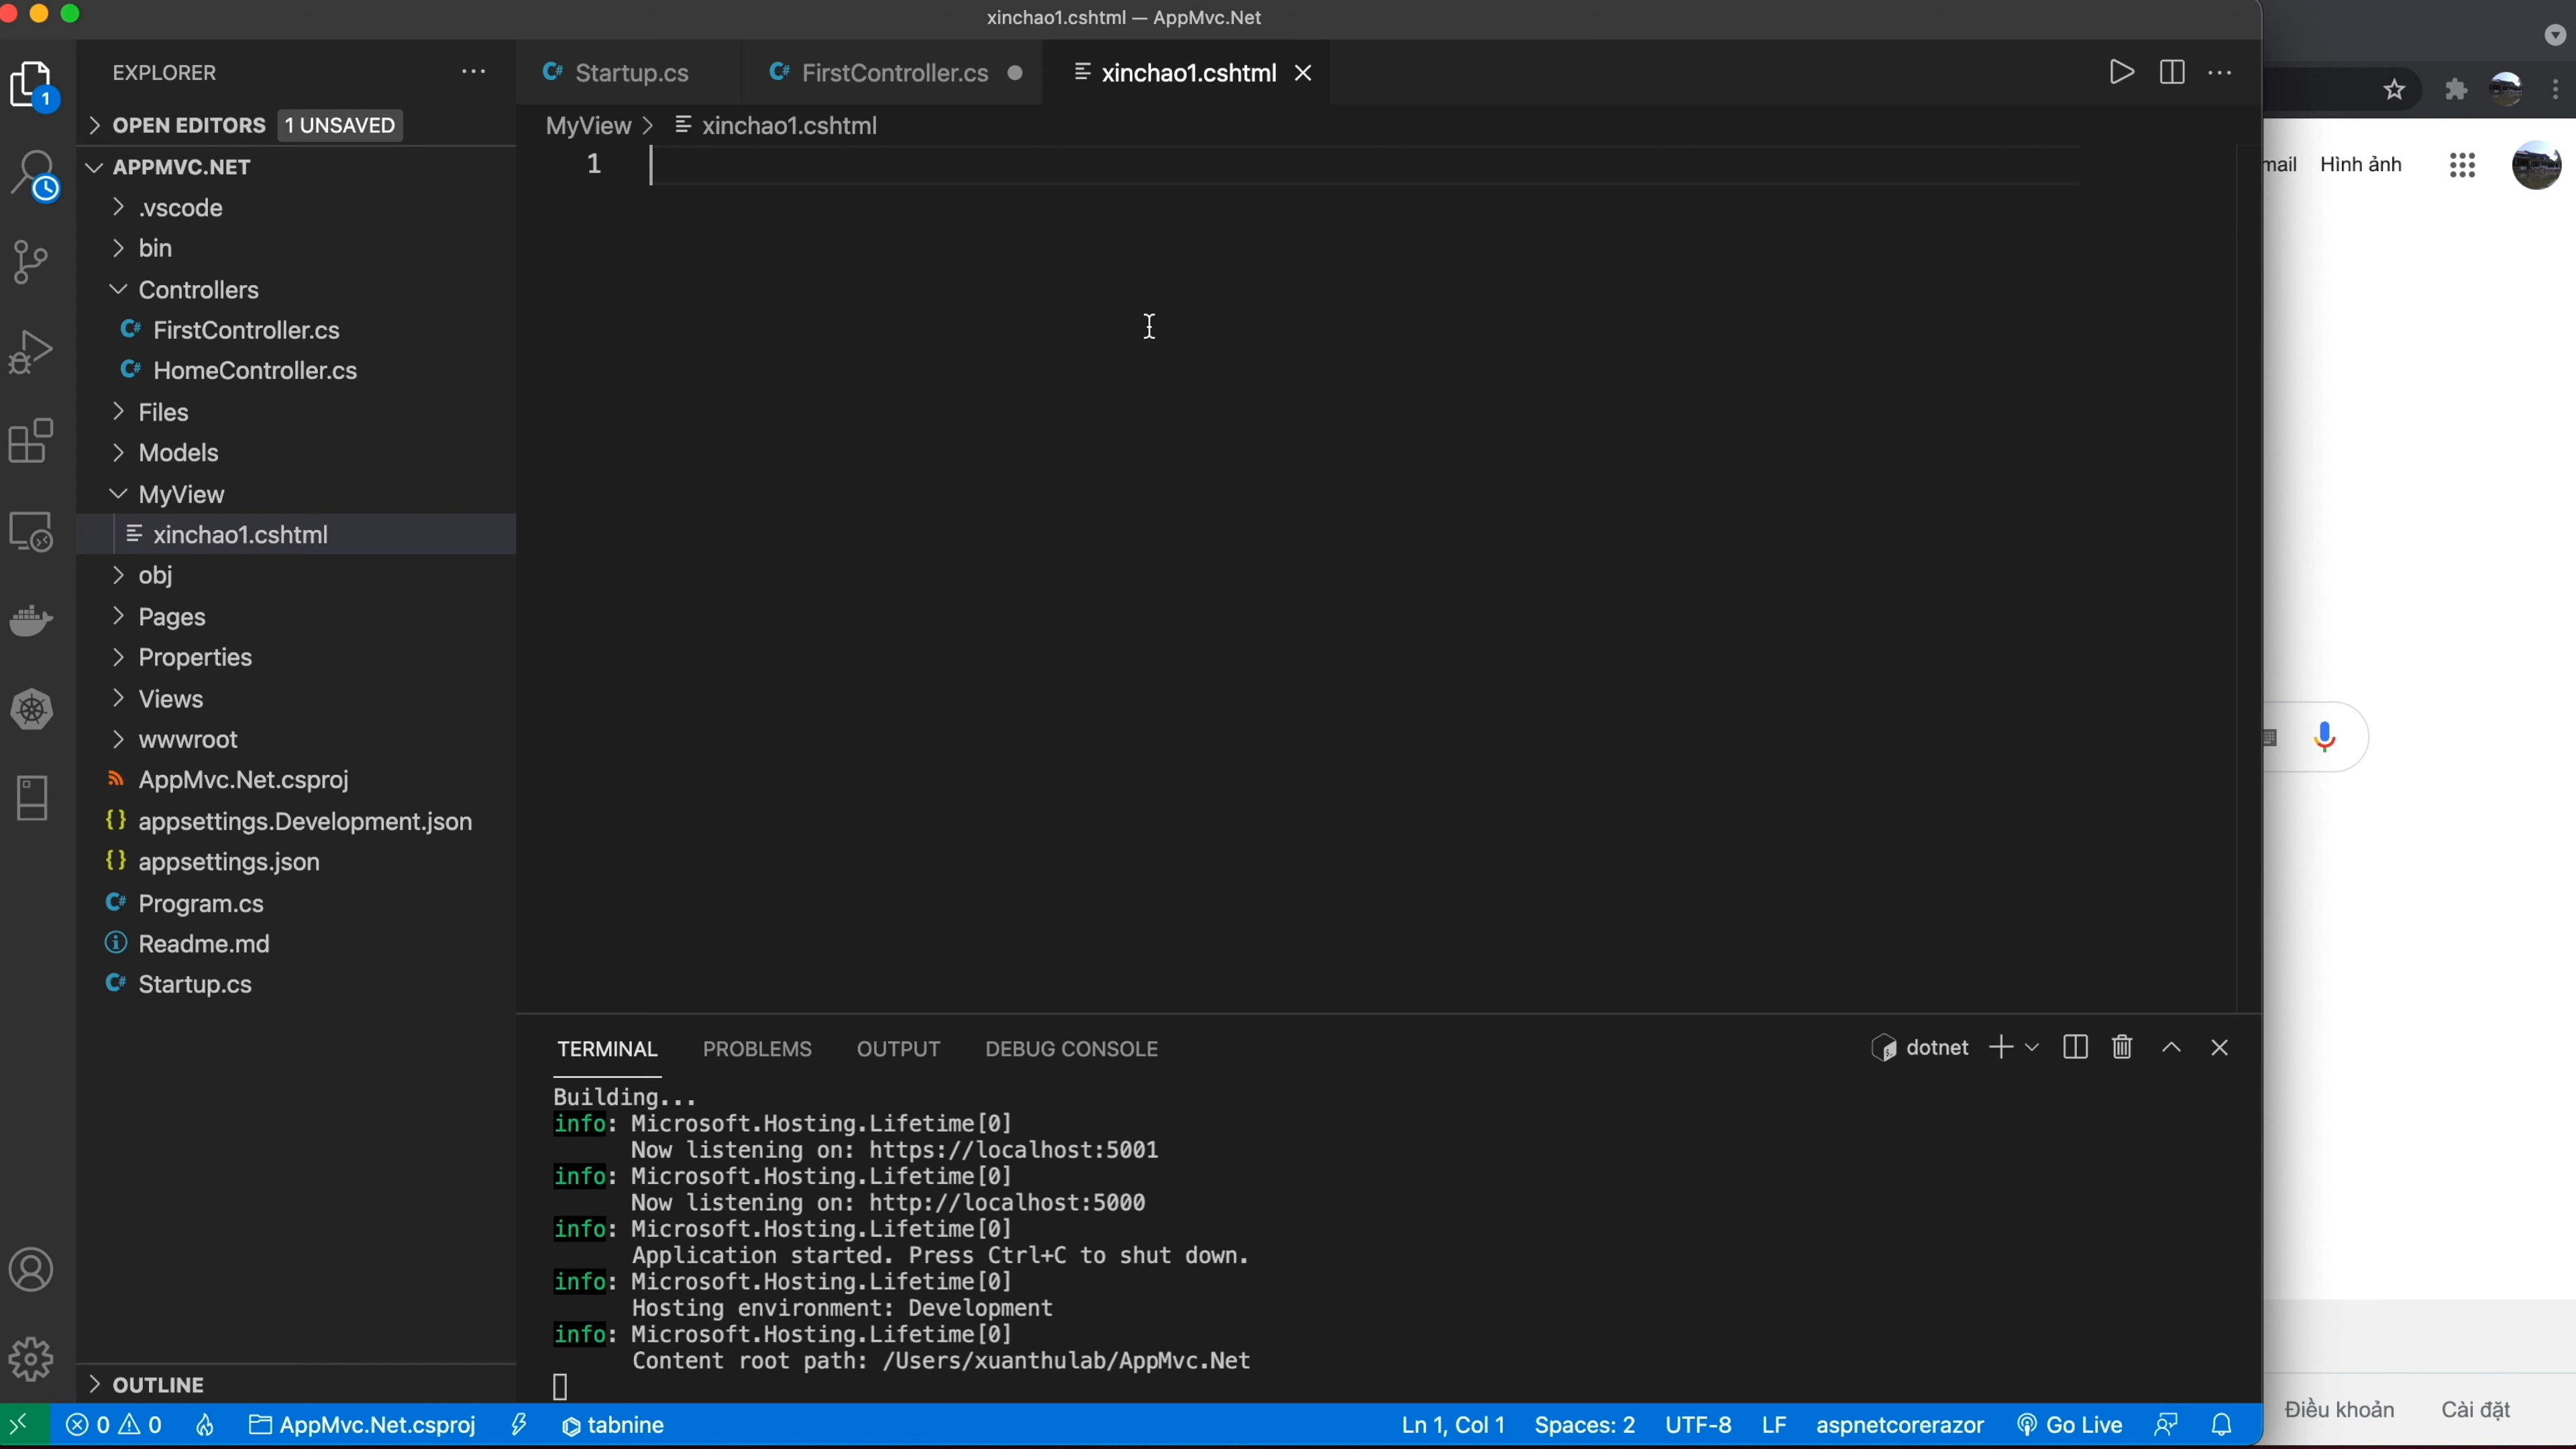 xinchao1.cshtml — AppMvc.Net
EXPLORER
OPEN EDITORS 1 UNSAVED
APPMVC.NET
.vscode
bin
Controllers
FirstController.cs
HomeController.cs
Files
Models
MyView
xinchao1.cshtml
obj
Pages
Properties
Views
wwwroot
AppMvc.Net.csproj
appsettings.Development.json
appsettings.json
Program.cs
Readme.md
Startup.cs
OUTLINE
1
Startup.cs
FirstController.cs
xinchao1.cshtml
MyView > xinchao1.cshtml
1
TERMINAL PROBLEMS OUTPUT DEBUG CONSOLE
dotnet
Building...
info: Microsoft.Hosting.Lifetime[0]
Now listening on: https://localhost:5001
info: Microsoft.Hosting.Lifetime[0]
Now listening on: http://localhost:5000
info: Microsoft.Hosting.Lifetime[0]
Application started. Press Ctrl+C to shut down.
info: Microsoft.Hosting.Lifetime[0]
Hosting environment: Development
info: Microsoft.Hosting.Lifetime[0]
Content root path: /Users/xuanthulab/AppMvc.Net
0 0 AppMvc.Net.csproj tabnine
Ln 1, Col 1 Spaces: 2 UTF-8 LF aspnetcorerazor Go Live
Hình ảnh
Điều khoản Cài đặt